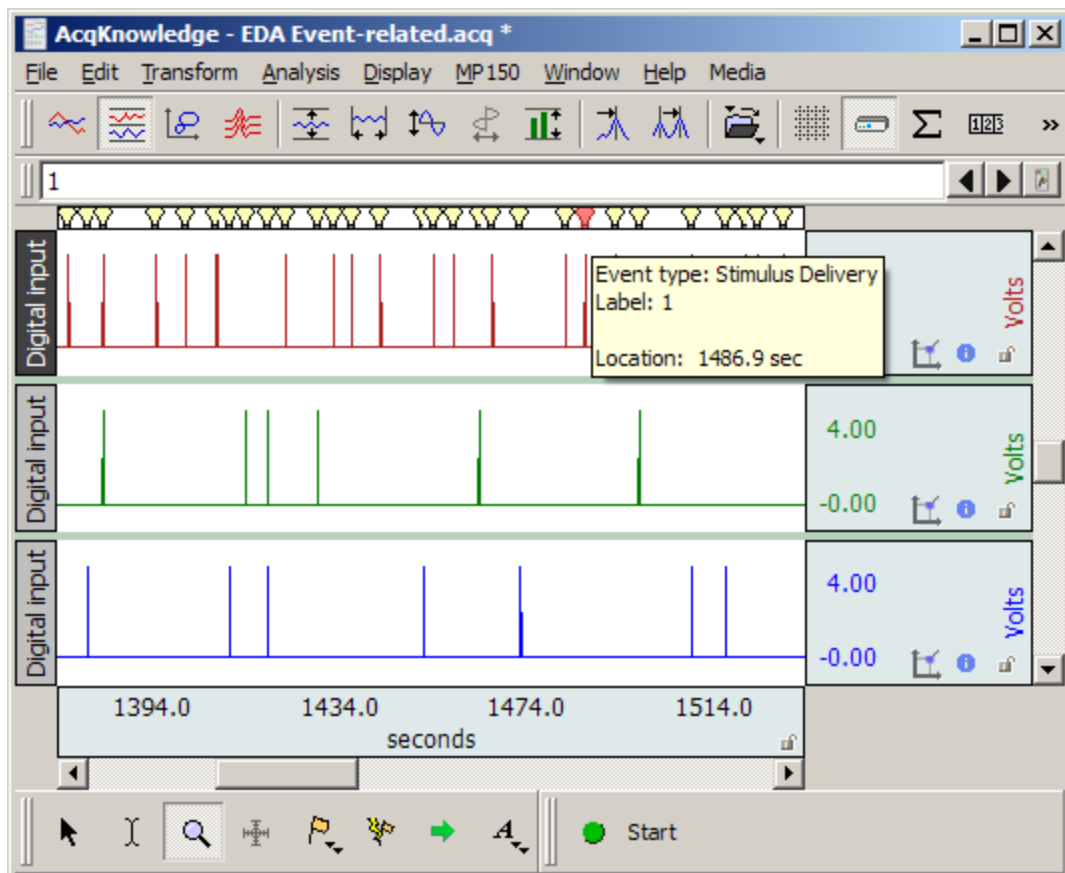 AcqKnowledge - EDA Event-related.acq *
File Edit Transform Analysis Display MP150 Window Help Media
123 »
1
Digital input
Event type: Stimulus Delivery
Label: 1
Location: 1486.9 sec
Volts
Digital input
4.00
-0.00
Volts
Digital input
4.00
-0.00
Volts
1394.0 1434.0 1474.0 1514.0
seconds
Start